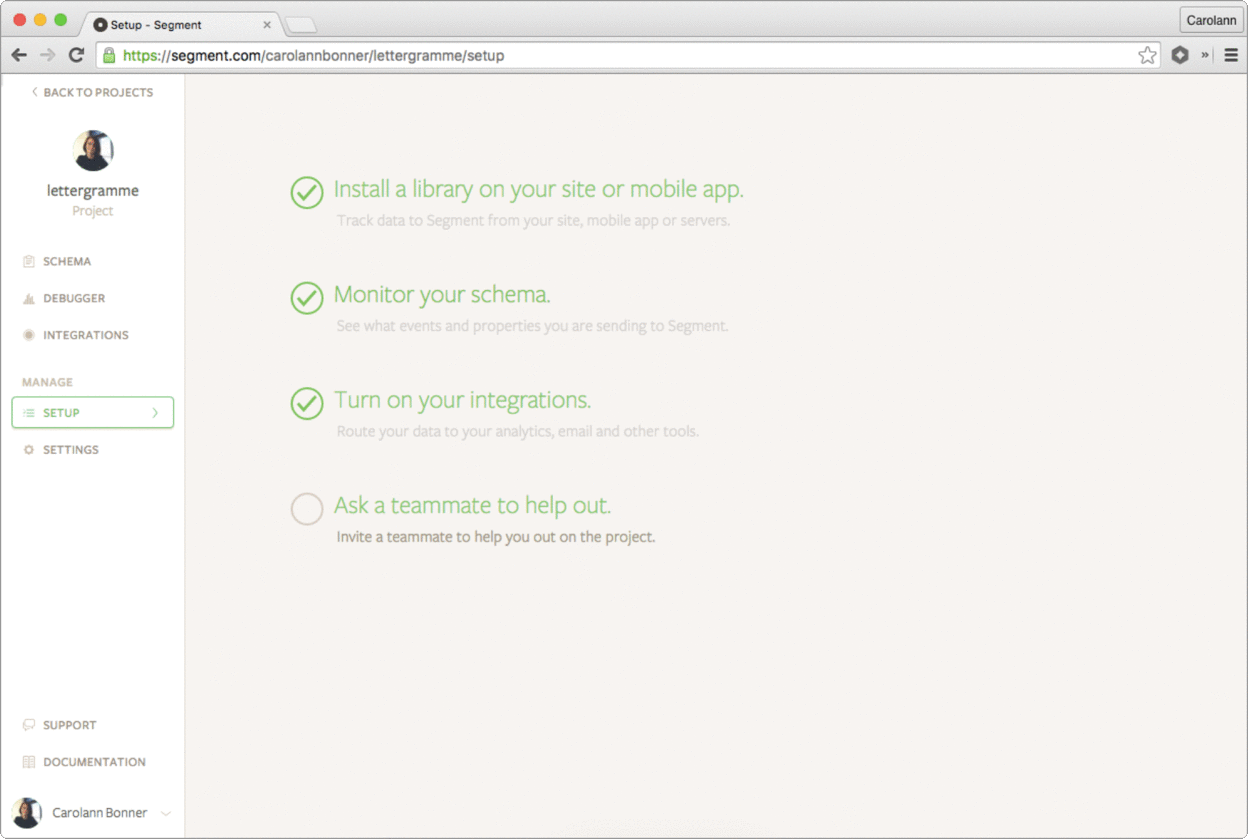 Setup - Segment
Carolann
https://segment.com/carolannbonner/lettergramme/setup
BACK TO PROJECTS
lettergramme
Project
SCHEMA
DEBUGGER
INTEGRATIONS
MANAGE
SETUP
SETTINGS
SUPPORT
DOCUMENTATION
Carolann Bonner
Install a library on your site or mobile app.
Track data to Segment from your site, mobile app or servers.
Monitor your schema.
See what events and properties you are sending to Segment.
Turn on your integrations.
Route your data to your analytics, email and other tools.
Ask a teammate to help out.
Invite a teammate to help you out on the project.